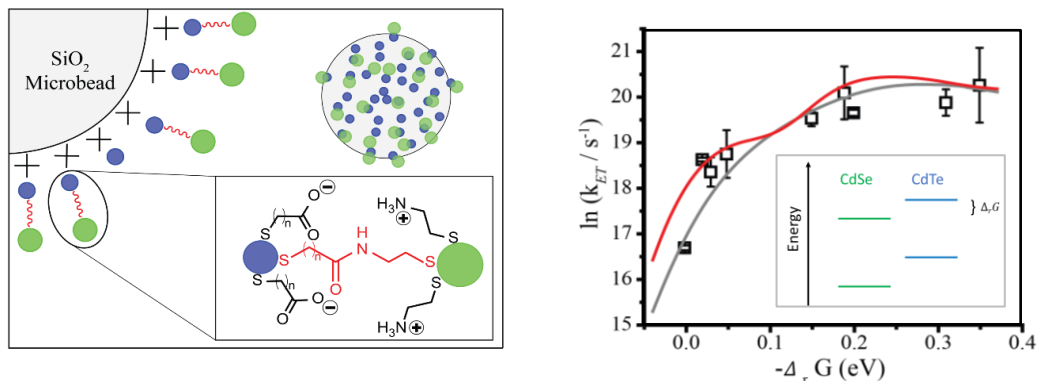 SiO2
Microbead
+
+
+
+
+
+
O ⊖
( )n
O
S
H3N
⊕
H
S
( )n
N
S
O
S
( )n
O ⊖
O
S
H3N
⊕
ln (kET / s-1)
21
20
19
18
17
16
15
0.0 0.1 0.2 0.3 0.4
-Δr G (eV)
Energy
CdSe CdTe
} ΔrG